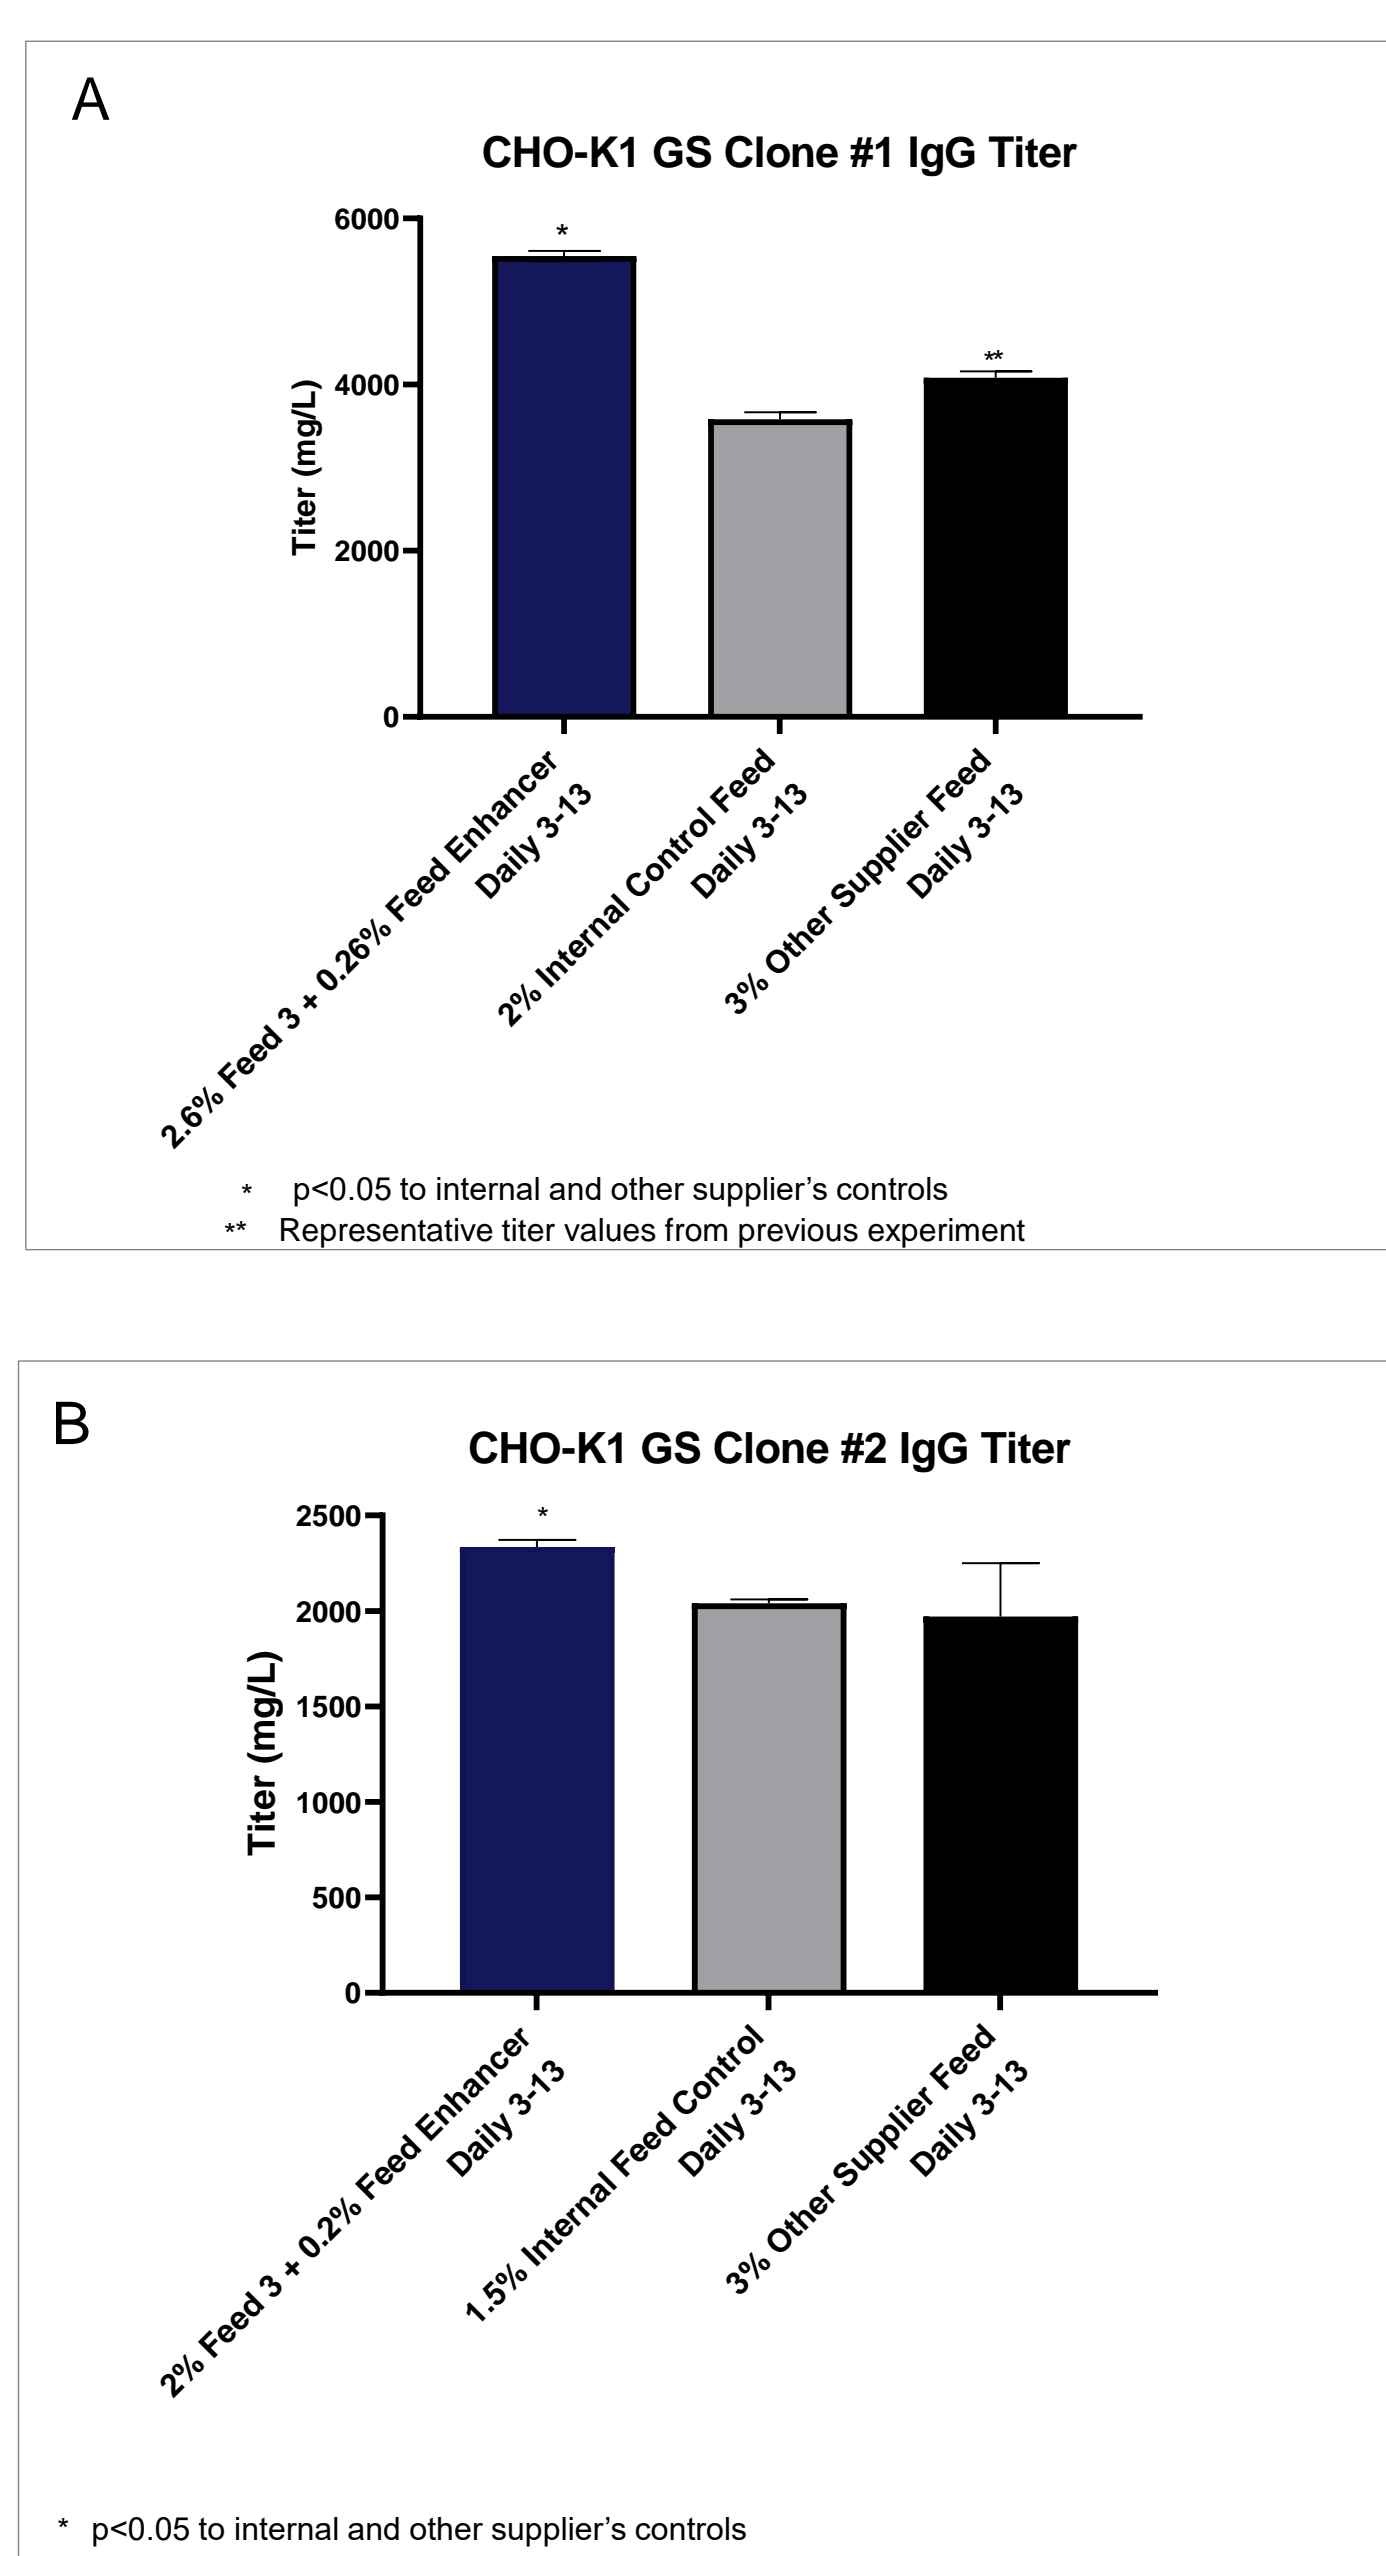 A
CHO-K1 GS Clone #1 IgG Titer
6000
*
**
4000
Titer (mg/L)
2000
0
2.6% Feed 3 + 0.26% Feed Enhancer
Daily 3-13
2% Internal Control Feed
Daily 3-13
3% Other Supplier Feed
Daily 3-13
* p<0.05 to internal and other supplier’s controls
** Representative titer values from previous experiment
B
CHO-K1 GS Clone #2 IgG Titer
2500
*
2000
Titer (mg/L)
1500
1000
500
0
2% Feed 3 + 0.2% Feed Enhancer
Daily 3-13
1.5% Internal Feed Control
Daily 3-13
3% Other Supplier Feed
Daily 3-13
* p<0.05 to internal and other supplier’s controls